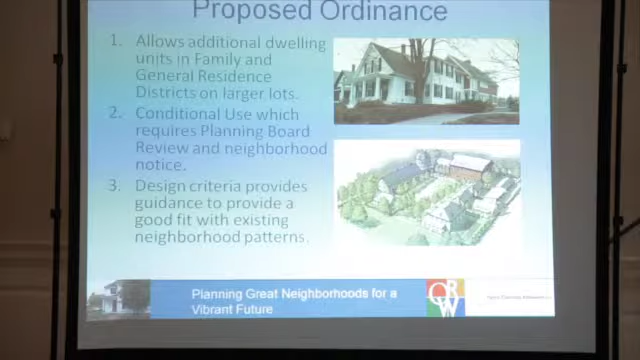 Proposed Ordinance
1. Allows additional dwelling
units in Family and
General Residence
Districts on larger lots.
2. Conditional Use which
requires Planning Board
Review and neighborhood
notice.
3. Design criteria provides
guidance to provide a
good fit with existing
neighborhood patterns.
Planning Great Neighborhoods for a
Vibrant Future
CRW